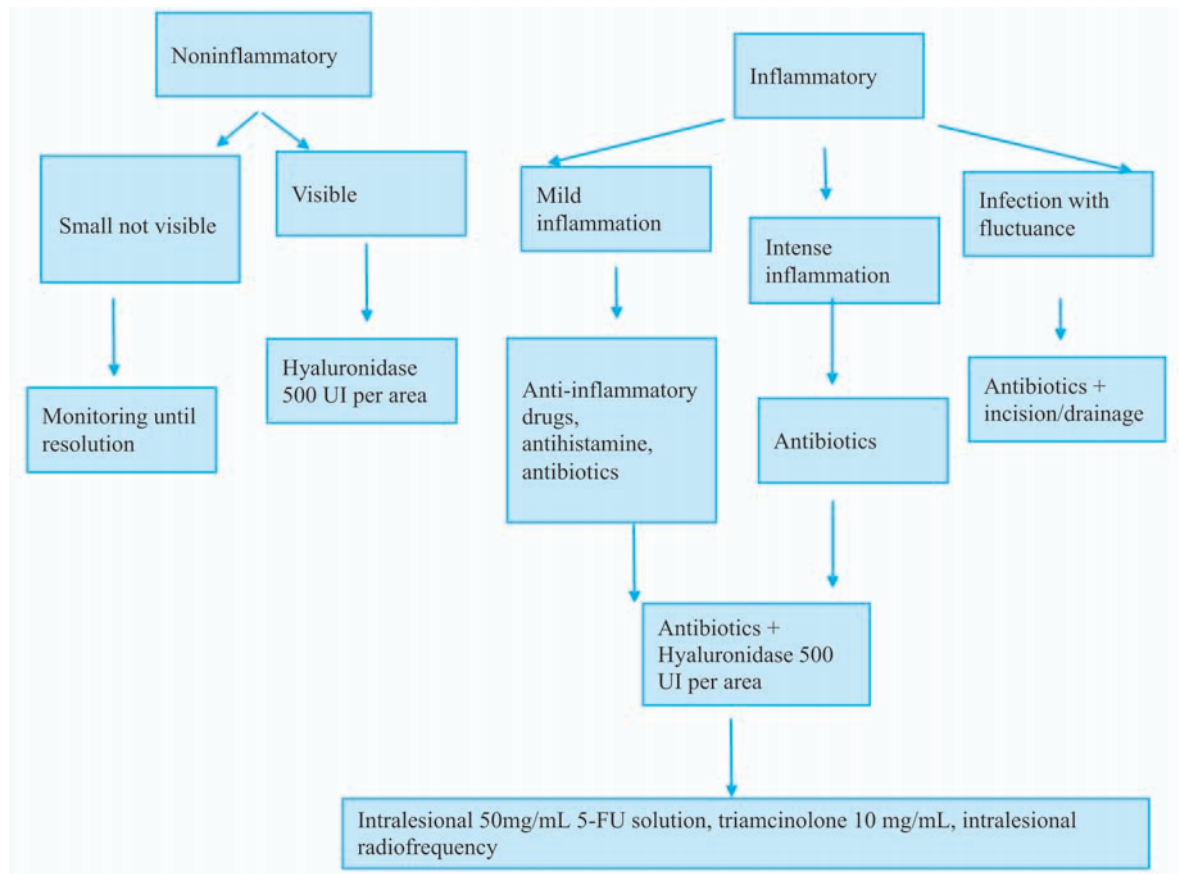 Noninflammatory
Small not visible
Visible
Monitoring until
resolution
Hyaluronidase
500 UI per area
Inflammatory
Mild
inflammation
Intense
inflammation
Infection with
fluctuance
Anti-inflammatory
drugs,
antihistamine,
antibiotics
Antibiotics
Antibiotics +
incision/drainage
Antibiotics +
Hyaluronidase 500
UI per area
Intralesional 50mg/mL 5-FU solution, triamcinolone 10 mg/mL, intralesional
radiofrequency